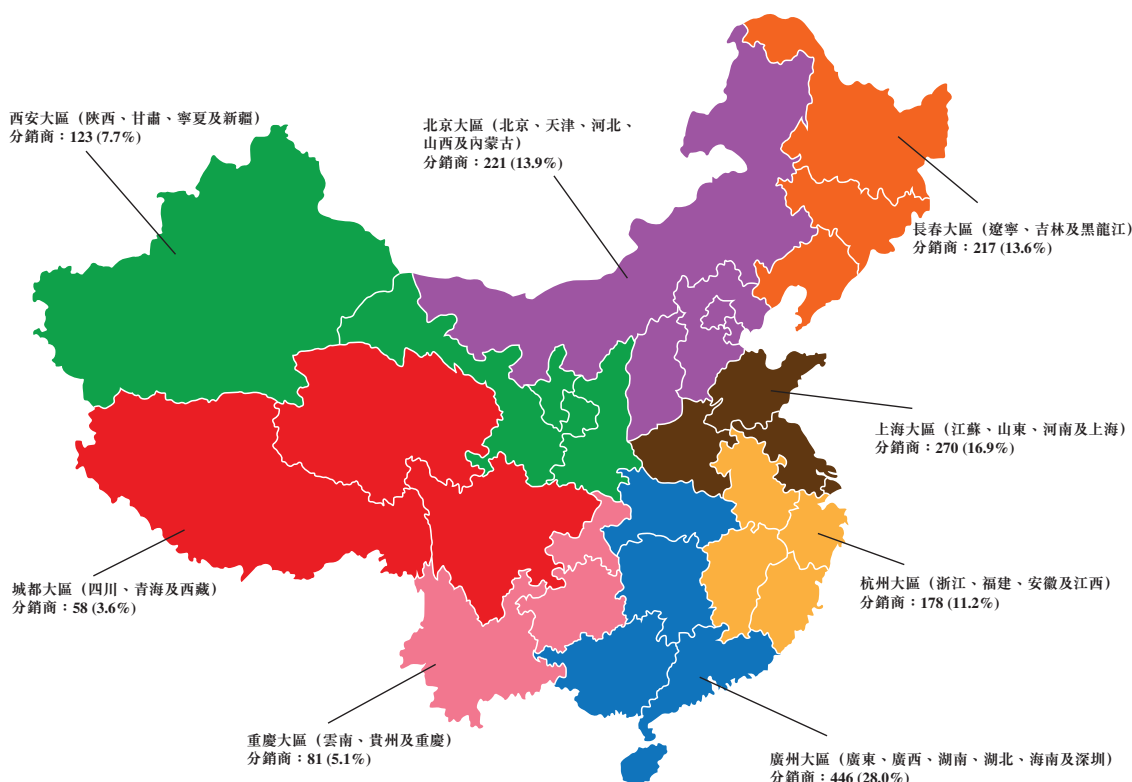 西安大區（陝西、甘肅、寧夏及新疆）
分銷商：123 (7.7%)
北京大區（北京、天津、河北、
山西及內蒙古）
分銷商：221 (13.9%)
長春大區（遼寧、吉林及黑龍江）
分銷商：217 (13.6%)
上海大區（江蘇、山東、河南及上海）
分銷商：270 (16.9%)
城都大區（四川、青海及西藏）
分銷商：58 (3.6%)
杭州大區（浙江、福建、安徽及江西）
分銷商：178 (11.2%)
重慶大區（雲南、貴州及重慶）
分銷商：81 (5.1%)
廣州大區（廣東、廣西、湖南、湖北、海南及深圳）
分銷商：446 (28.0%)